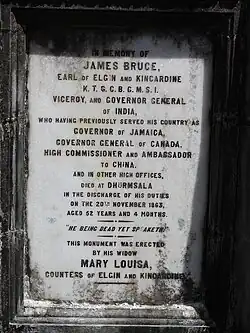 IN MEMORY OF
JAMES BRUCE,
EARL OF ELGIN AND KINCARDINE
K. T. G. C. B. G. M. S. I.
VICEROY, AND GOVERNOR GENERAL
OF INDIA,
WHO HAVING PREVIOUSLY SERVED HIS COUNTRY AS
GOVERNOR OF JAMAICA,
GOVERNOR GENERAL OF CANADA,
HIGH COMMISSIONER AND AMBASSADOR
TO CHINA,
AND IN OTHER HIGH OFFICES,
DIED AT DHURMSALA
IN THE DISCHARGE OF HIS DUTIES
ON THE 20TH NOVEMBER 1863,
AGED 52 YEARS AND 4 MONTHS.
"HE BEING DEAD YET SPEAKETH"
THIS MONUMENT WAS ERECTED
BY HIS WIDOW
MARY LOUISA,
COUNTESS OF ELGIN AND KINCARDINE